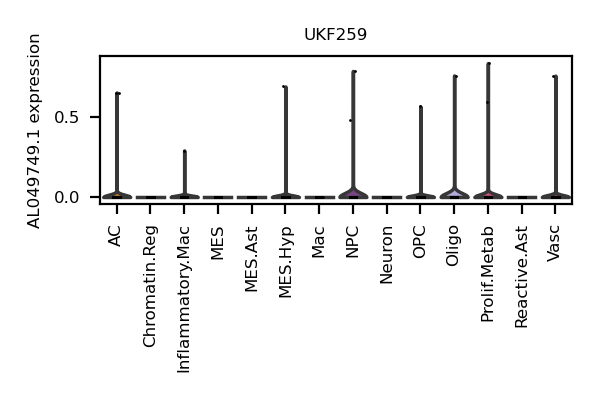 UKF259
AL049749.1 expression
0.5
0.0
AC
Chromatin.Reg
Inflammatory.Mac
MES
MES.Ast
MES.Hyp
Mac
NPC
Neuron
OPC
Oligo
Prolif.Metab
Reactive.Ast
Vasc